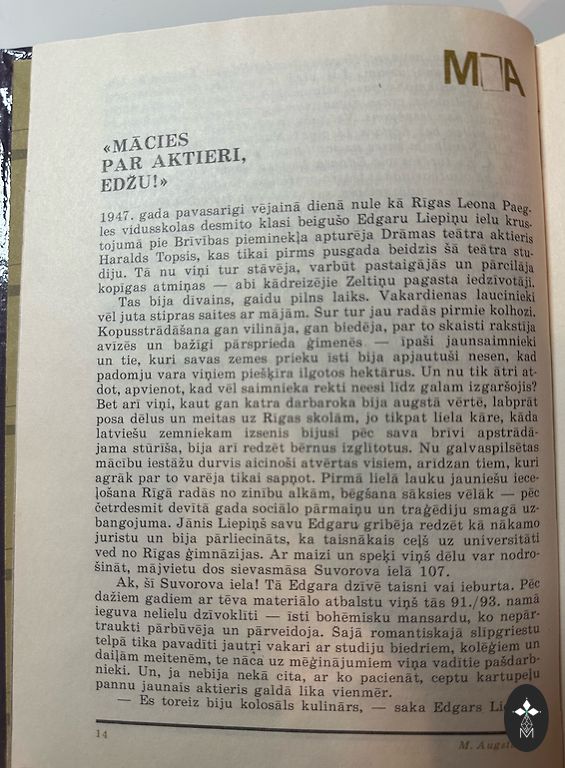 M A
«MĀCIES
PAR AKTIERI,
EDŽU!»
1947. gada pavasarīgi vējainā dienā nule kā Rīgas Leona Paeg-
les vidusskolas desmito klasi beigušo Edgaru Liepiņu ielu krus-
tojumā pie Brīvības pieminekļa apturēja Drāmas teātra aktieris
Haralds Topsis, kas tikai pirms pusgada beidzis šā teātra stu-
diju. Tā nu viņi tur stāvēja, varbūt pastaigājās un pārcilāja
kopīgas atmiņas — abi kādreizējie Zeltiņu pagasta iedzīvotāji.
Tas bija dīvains, gaidu pilns laiks. Vakardienas laucinieki
vēl juta stipras saites ar mājām. Sur tur jau radās pirmie kolhozi.
Kopusstrādāšana gan vilināja, gan biedēja, par to skaisti rakstīja
avīzēs un bažīgi pārsprieda ģimenēs — īpaši jaunsaimnieki
un tie, kuri savas zemes prieku īsti bija apjautuši nesen, kad
padomju vara viņiem piešķīra ilgotos hektārus. Un nu tik ātri at-
dot, apvienot, kad vēl saimnieka rekti neesi līdz galam izgaršojis?
Bet arī viņi, kaut gan katra darbaroka bija augstā vērtē, labprāt
posa dēlus un meitas uz Rīgas skolām, jo tikpat liela kāre, kāda
latviešu zemniekam izsenis bijusi pēc sava brīvi apstrādā-
jama stūrīša, bija arī redzēt bērnus izglītotus. Nu galvaspilsētas
mācību iestāžu durvis aicinoši atvērtas visiem, arīdzan tiem, kuri
agrāk par to varēja tikai sapņot. Pirmā lielā lauku jauniešu iece-
ļošana Rīgā radās no zinību alkām, bēgšana sāksies vēlāk — pēc
četrdesmit devītā gada sociālo pārmaiņu un traģēdiju smagā uz-
bangojuma. Jānis Liepiņš savu Edgaru gribēja redzēt kā nākamo
juristu un bija pārliecināts, ka taisnākais ceļš uz universitāti
ved no Rīgas ģimnāzijas. Ar maizi un speķi viņš dēlu var nodro-
šināt, mājvietu dos sievasmāsa Suvorova ielā 107.
Ak, šī Suvorova iela! Tā Edgara dzīvē taisni vai ieburta. Pēc
dažiem gadiem ar tēva materiālo atbalstu viņš tās 91./93. namā
ieguva nelielu dzīvoklīti — īsti bohēmisku mansardu, ko nepār-
traukti pārbūvēja un pārveidoja. Sajā romantiskajā slīpgriestu
telpā tika pavadīti jautri vakari ar studiju biedriem, kolēģiem un
daiļām meitenēm, te nāca uz mēģinājumiem viņa vadītie pašdarb-
nieki. Un, ja nebija nekā cita, ar ko pacienāt, ceptu kartupeļu
pannu jaunais aktieris galdā lika vienmēr.
— Es toreiz biju kolosāls kulinārs, — saka Edgars
14
M.
M